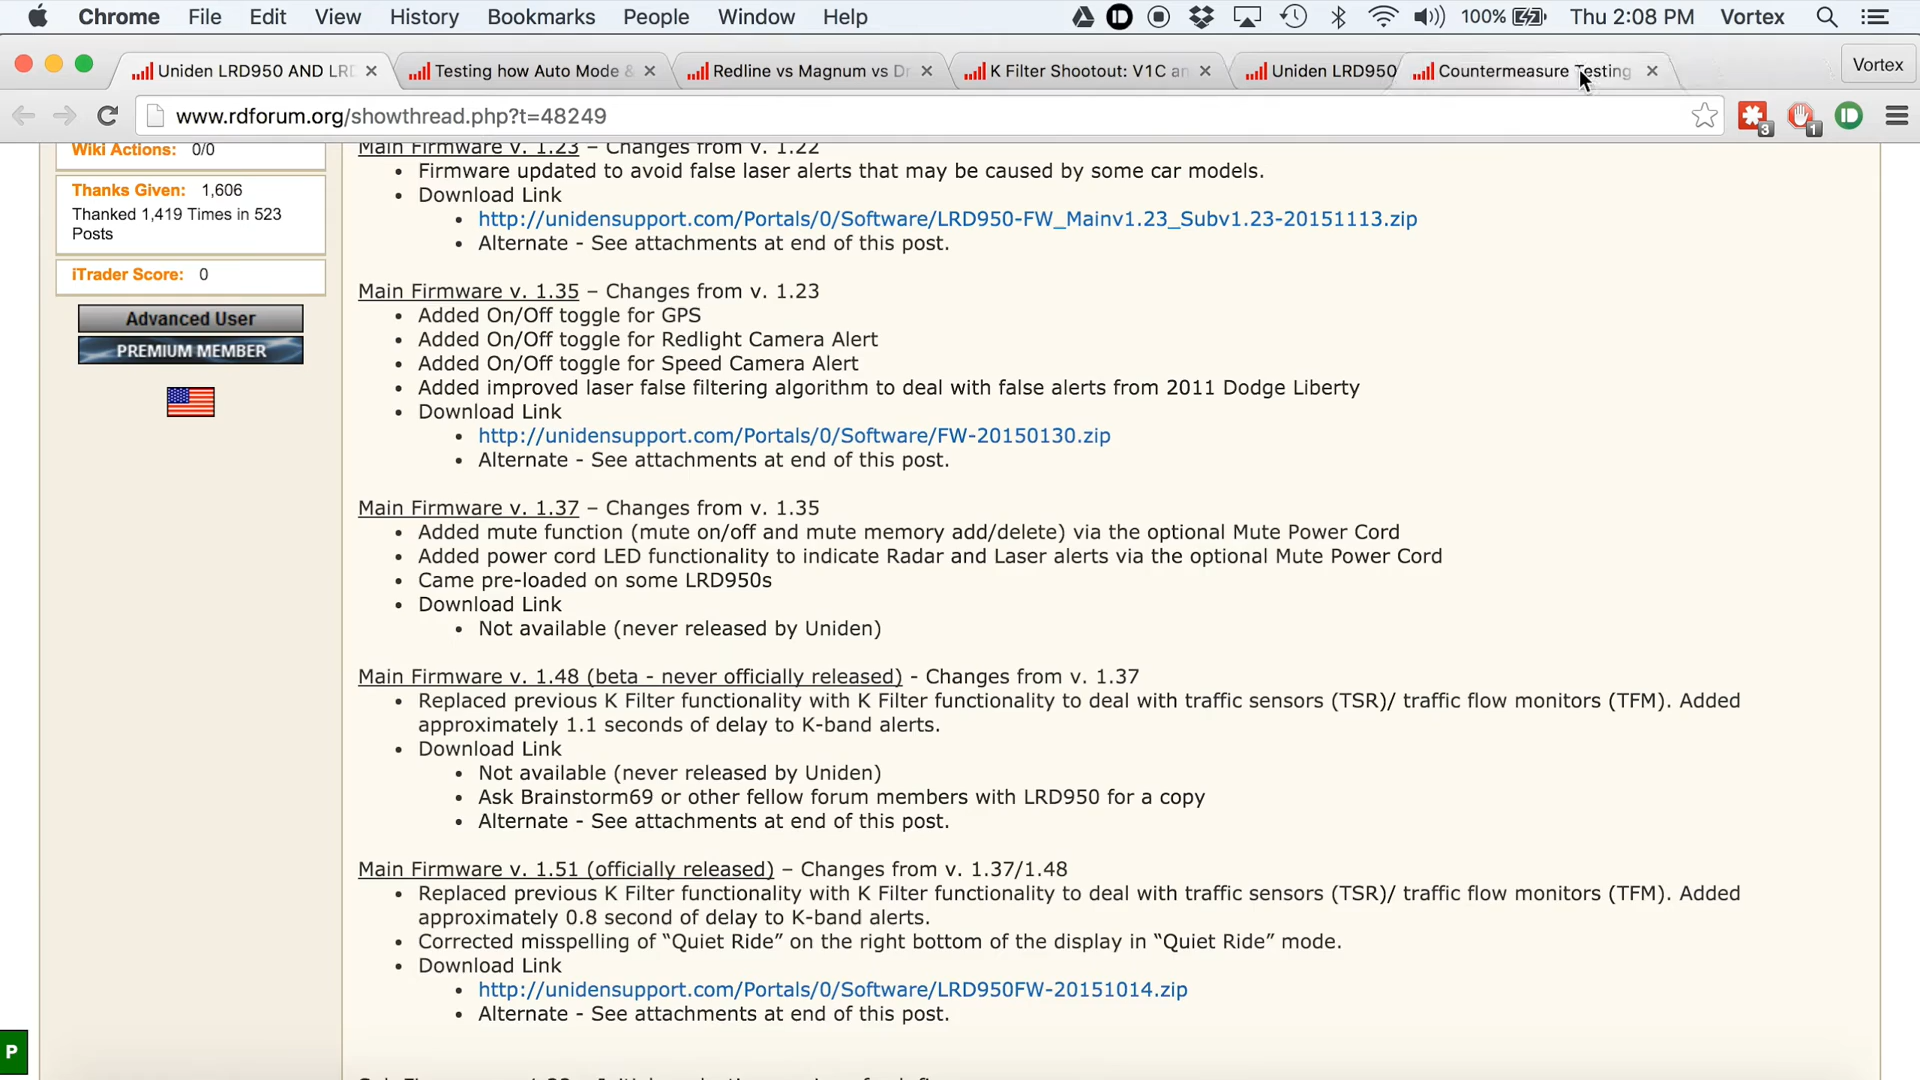 Chrome File Edit View History Bookmarks People Window Help 100% Thu 2:08 PM Vortex
Uniden LRD950 AND LRD Testing how Auto Mode & Redline vs Magnum vs Dr K Filter Shootout: V1C an Uniden LRD950 Countermeasure Testing Vortex
www.rdforum.org/showthread.php?t=48249 3 1
Wiki Actions: 0/0
Thanks Given: 1,606
Thanked 1,419 Times in 523
Posts
iTrader Score: 0
Advanced User
PREMIUM MEMBER
Main Firmware v. 1.23 – Changes from v. 1.22
• Firmware updated to avoid false laser alerts that may be caused by some car models.
• Download Link
• http://unidensupport.com/Portals/0/Software/LRD950-FW_Mainv1.23_Subv1.23-20151113.zip
• Alternate - See attachments at end of this post.
Main Firmware v. 1.35 – Changes from v. 1.23
• Added On/Off toggle for GPS
• Added On/Off toggle for Redlight Camera Alert
• Added On/Off toggle for Speed Camera Alert
• Added improved laser false filtering algorithm to deal with false alerts from 2011 Dodge Liberty
• Download Link
• http://unidensupport.com/Portals/0/Software/FW-20150130.zip
• Alternate - See attachments at end of this post.
Main Firmware v. 1.37 – Changes from v. 1.35
• Added mute function (mute on/off and mute memory add/delete) via the optional Mute Power Cord
• Added power cord LED functionality to indicate Radar and Laser alerts via the optional Mute Power Cord
• Came pre-loaded on some LRD950s
• Download Link
• Not available (never released by Uniden)
Main Firmware v. 1.48 (beta - never officially released) - Changes from v. 1.37
• Replaced previous K Filter functionality with K Filter functionality to deal with traffic sensors (TSR)/ traffic flow monitors (TFM). Added
approximately 1.1 seconds of delay to K-band alerts.
• Download Link
• Not available (never released by Uniden)
• Ask Brainstorm69 or other fellow forum members with LRD950 for a copy
• Alternate - See attachments at end of this post.
Main Firmware v. 1.51 (officially released) – Changes from v. 1.37/1.48
• Replaced previous K Filter functionality with K Filter functionality to deal with traffic sensors (TSR)/ traffic flow monitors (TFM). Added
approximately 0.8 second of delay to K-band alerts.
• Corrected misspelling of “Quiet Ride” on the right bottom of the display in “Quiet Ride” mode.
• Download Link
• http://unidensupport.com/Portals/0/Software/LRD950FW-20151014.zip
• Alternate - See attachments at end of this post.
P